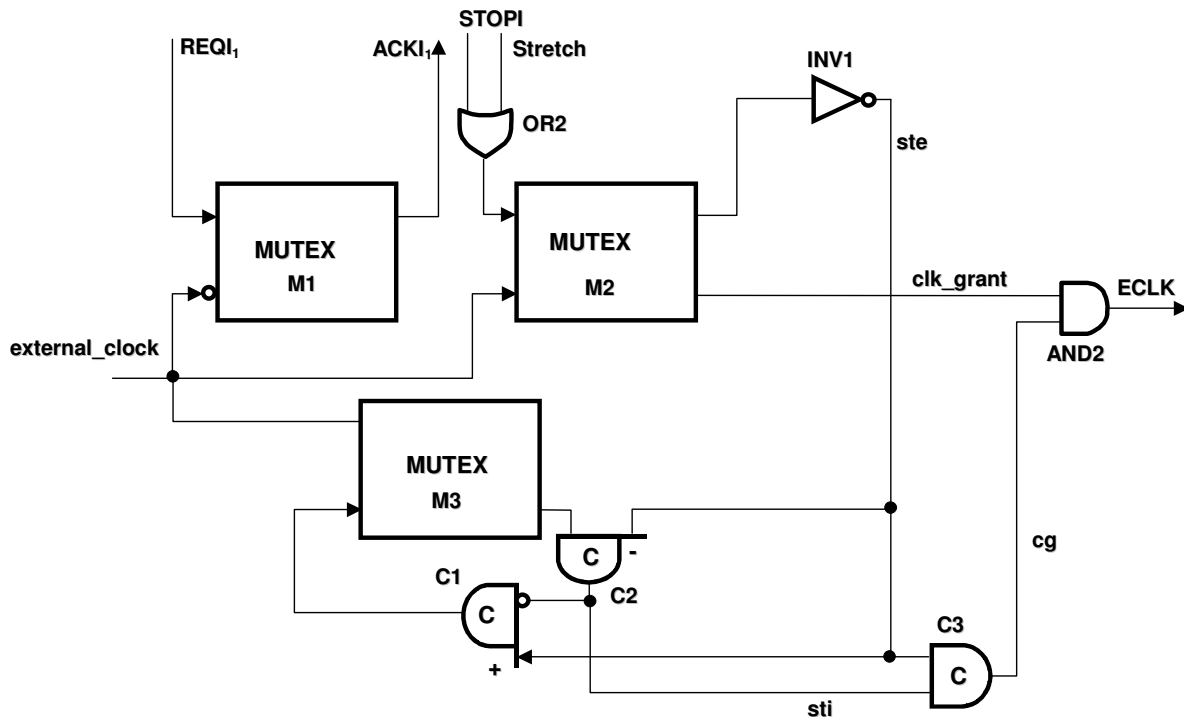 STOPI
REQI1
ACKI1
Stretch
INV1
OR2
ste
MUTEX
M1
MUTEX
M2
clk_grant
ECLK
external_clock
AND2
MUTEX
M3
C
-
cg
C1
C2
C
C3
+
C
sti